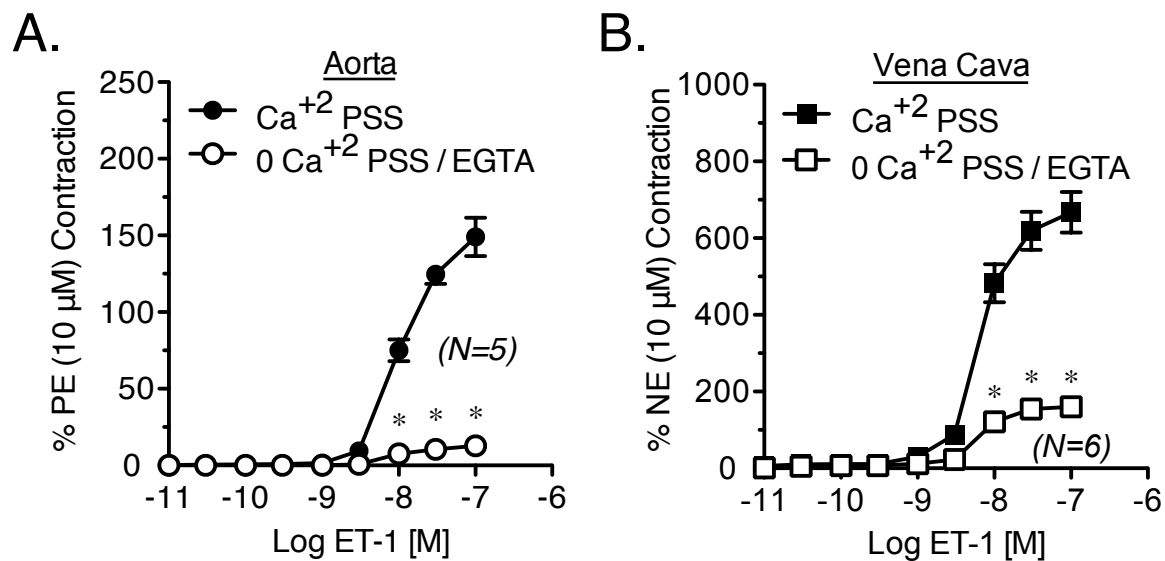 A.
Aorta
250
200
150
100
50
0
% PE (10 µM) Contraction
Ca+2 PSS
0 Ca+2 PSS / EGTA
(N=5)
* * *
-11 -10 -9 -8 -7 -6
Log ET-1 [M]
B.
Vena Cava
1000
800
600
400
200
0
% NE (10 µM) Contraction
Ca+2 PSS
0 Ca+2 PSS / EGTA
* * *
(N=6)
-11 -10 -9 -8 -7 -6
Log ET-1 [M]